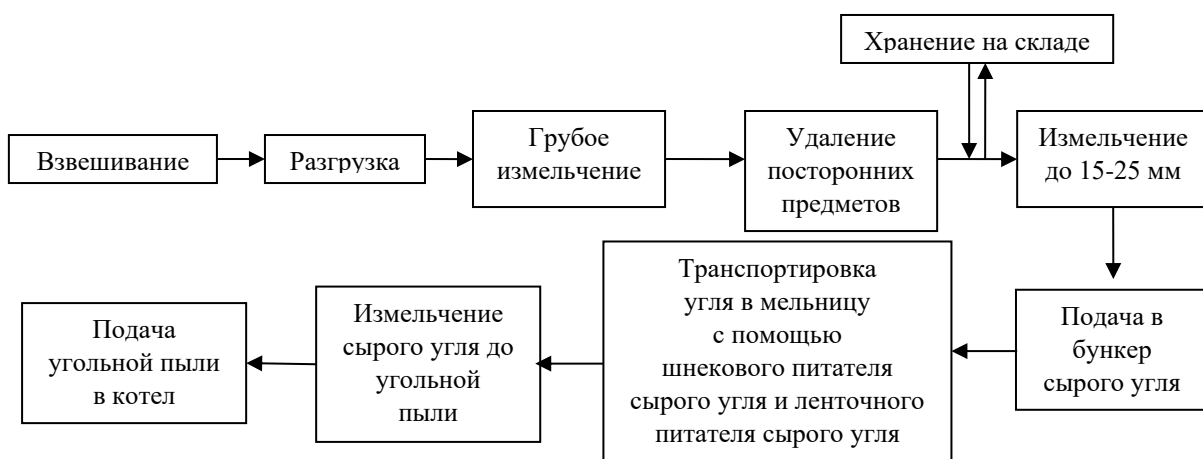 Хранение на складе
Взвешивание
Разгрузка
Грубое
измельчение
Удаление
посторонних
предметов
Измельчение
до 15-25 мм
Подача в
бункер
сырого угля
Транспортировка
угля в мельницу
с помощью
шнекового питателя
сырого угля и ленточного
питателя сырого угля
Измельчение
сырого угля до
угольной
пыли
Подача
угольной пыли
в котел